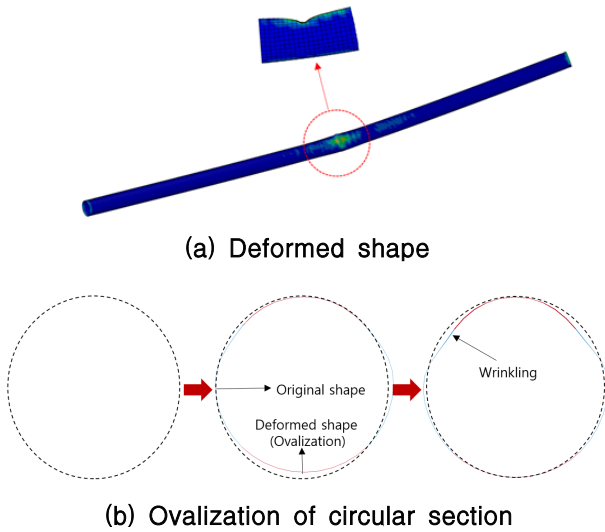 (a) Deformed shape
Original shape
Deformed shape
(Ovalization)
Wrinkling
(b) Ovalization of circular section